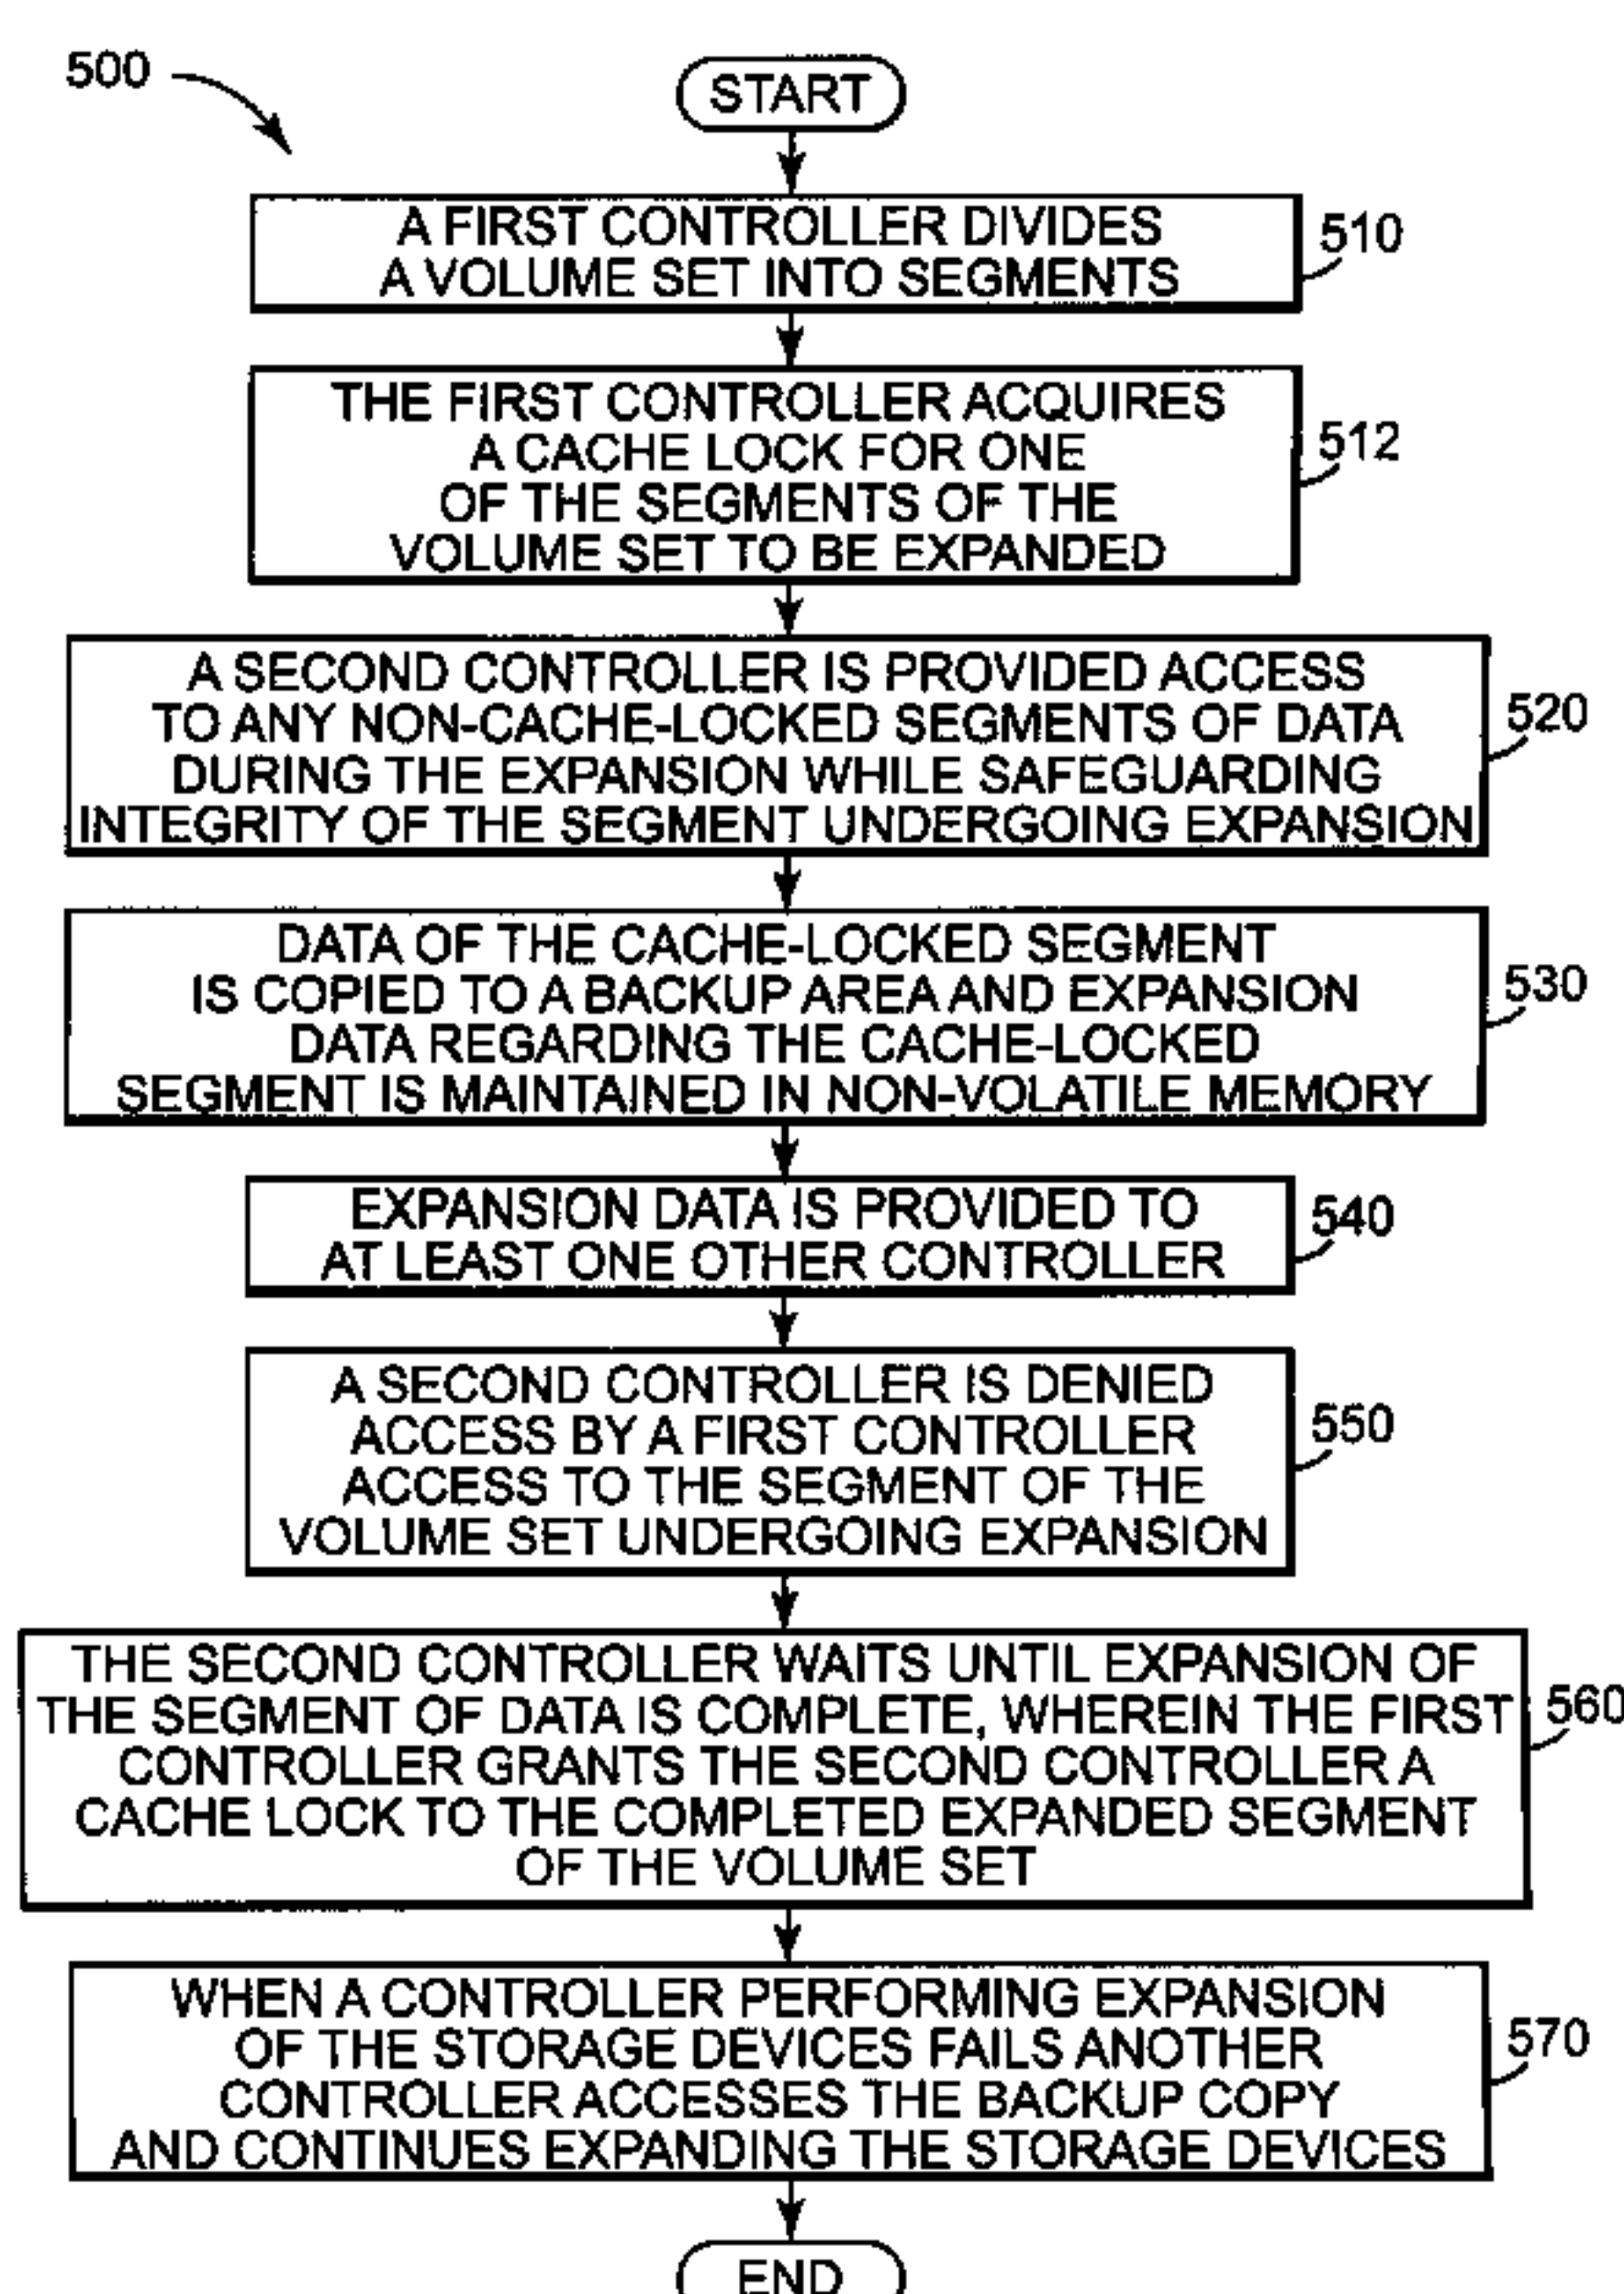 500
START
A FIRST CONTROLLER DIVIDES
A VOLUME SET INTO SEGMENTS
510
THE FIRST CONTROLLER ACQUIRES
A CACHE LOCK FOR ONE
OF THE SEGMENTS OF THE
VOLUME SET TO BE EXPANDED
512
A SECOND CONTROLLER IS PROVIDED ACCESS
TO ANY NON-CACHE-LOCKED SEGMENTS OF DATA
DURING THE EXPANSION WHILE SAFEGUARDING
INTEGRITY OF THE SEGMENT UNDERGOING EXPANSION
520
DATA OF THE CACHE-LOCKED SEGMENT
IS COPIED TO A BACKUP AREA AND EXPANSION
DATA REGARDING THE CACHE-LOCKED
SEGMENT IS MAINTAINED IN NON-VOLATILE MEMORY
530
EXPANSION DATA IS PROVIDED TO
AT LEAST ONE OTHER CONTROLLER
540
A SECOND CONTROLLER IS DENIED
ACCESS BY A FIRST CONTROLLER
ACCESS TO THE SEGMENT OF THE
VOLUME SET UNDERGOING EXPANSION
550
THE SECOND CONTROLLER WAITS UNTIL EXPANSION OF
THE SEGMENT OF DATA IS COMPLETE, WHEREIN THE FIRST
CONTROLLER GRANTS THE SECOND CONTROLLER A
CACHE LOCK TO THE COMPLETED EXPANDED SEGMENT
OF THE VOLUME SET
560
WHEN A CONTROLLER PERFORMING EXPANSION
OF THE STORAGE DEVICES FAILS ANOTHER
CONTROLLER ACCESSES THE BACKUP COPY
AND CONTINUES EXPANDING THE STORAGE DEVICES
570
END